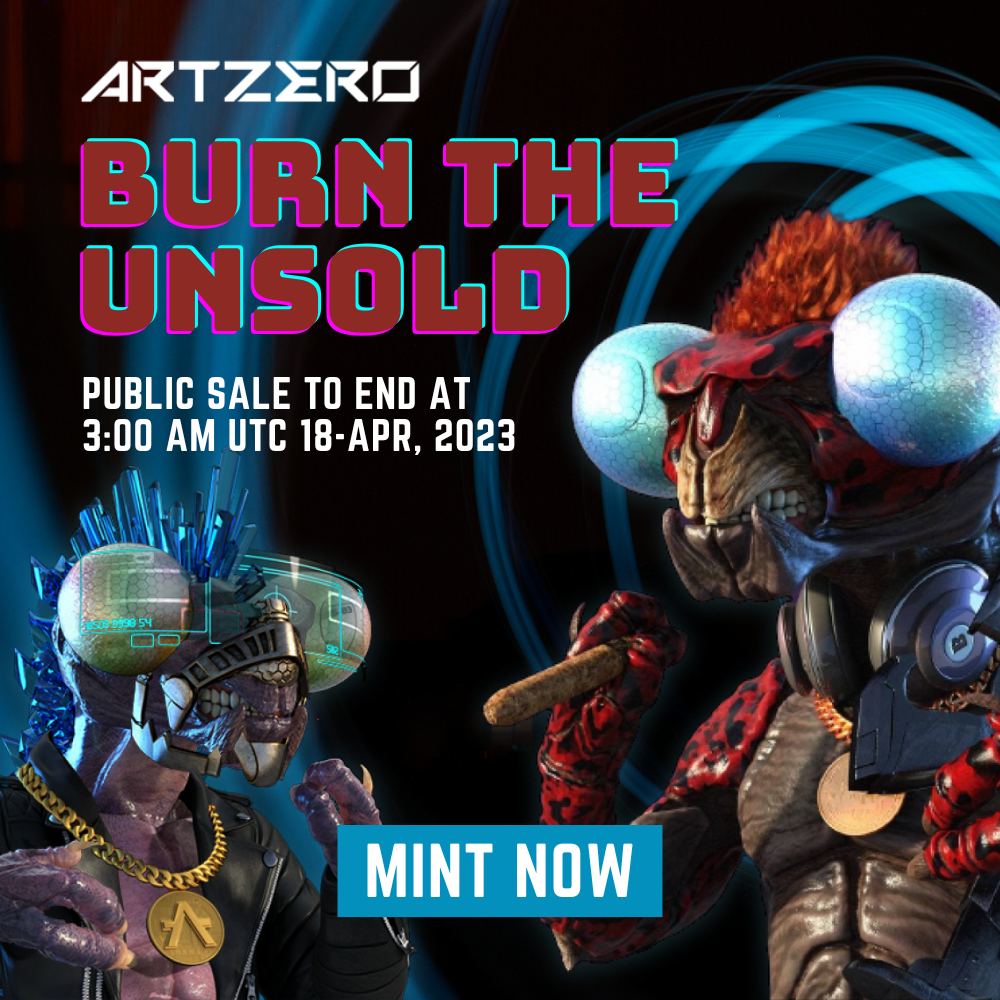 ARTZERO
BURN THE
UNSOLD
PUBLIC SALE TO END AT
3:00 AM UTC 18-APR, 2023
MINT NOW